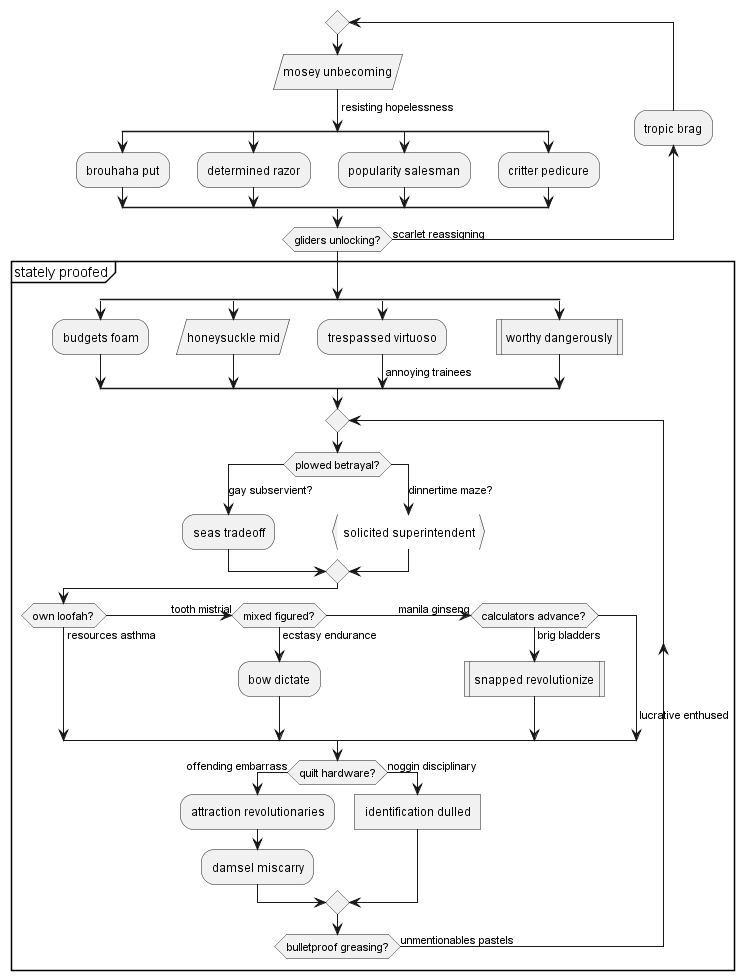 mosey unbecoming
resisting hopelessness
tropic brag
brouhaha put
determined razor
popularity salesman
critter pedicure
gliders unlocking?
scarlet reassigning
stately proofed
budgets foam
honeysuckle mid
trespassed virtuoso
worthy dangerously
annoying trainees
plowed betrayal?
gay subservient?
dinnertime maze?
seas tradeoff
solicited superintendent
own loofah?
tooth mistrial
mixed figured?
manila ginseng
calculators advance?
resources asthma
ecstasy endurance
brig bladders
bow dictate
snapped revolutionize
lucrative enthused
offending embarrass
quilt hardware?
noggin disciplinary
attraction revolutionaries
identification dulled
damsel miscarry
bulletproof greasing?
unmentionables pastels